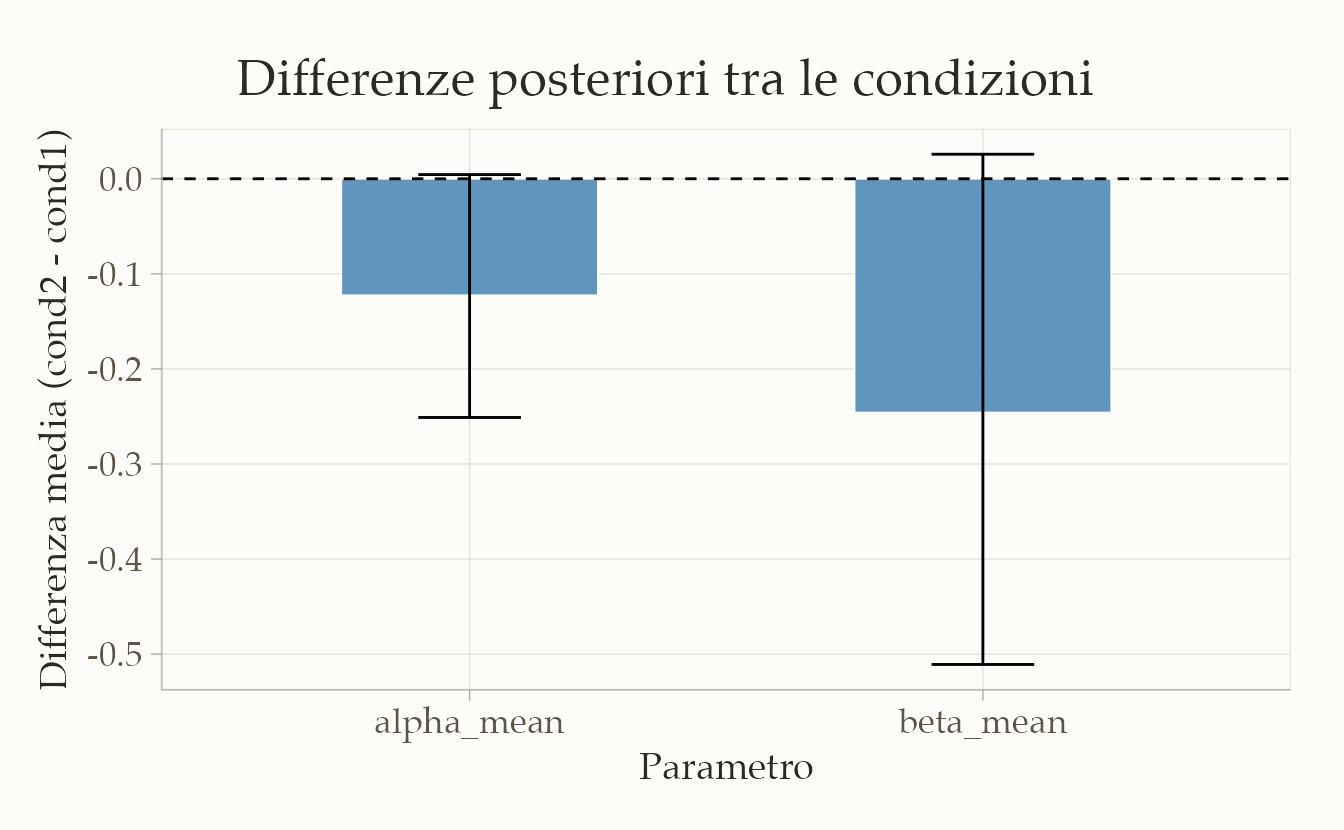 Differenze posteriori tra le condizioni
Differenza media (cond2 - cond1)
0.0
-0.1
-0.2
-0.3
-0.4
-0.5
alpha_mean
beta_mean
Parametro